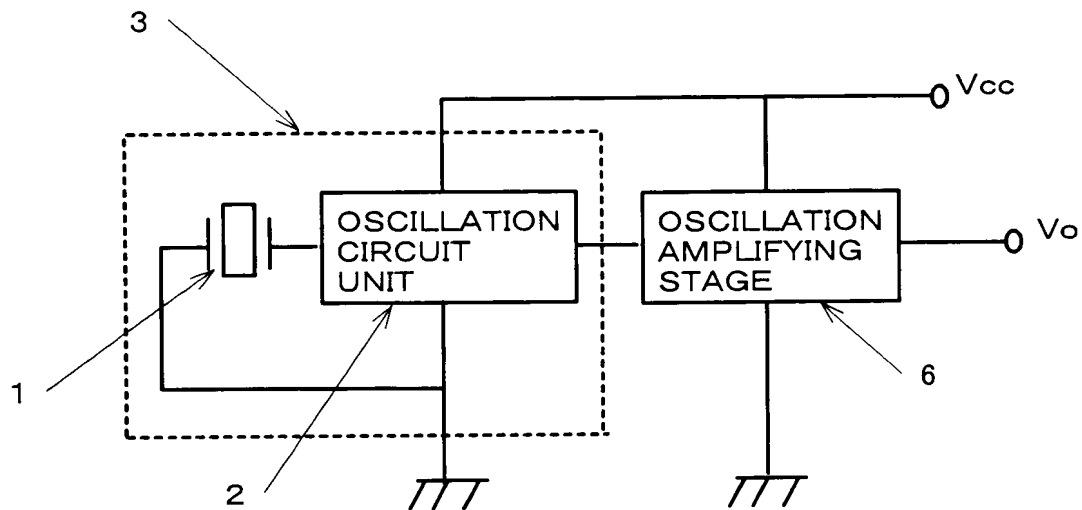 3
Vcc
OSCILLATION
CIRCUIT
UNIT
OSCILLATION
AMPLIFYING
STAGE
Vo
1
2
6